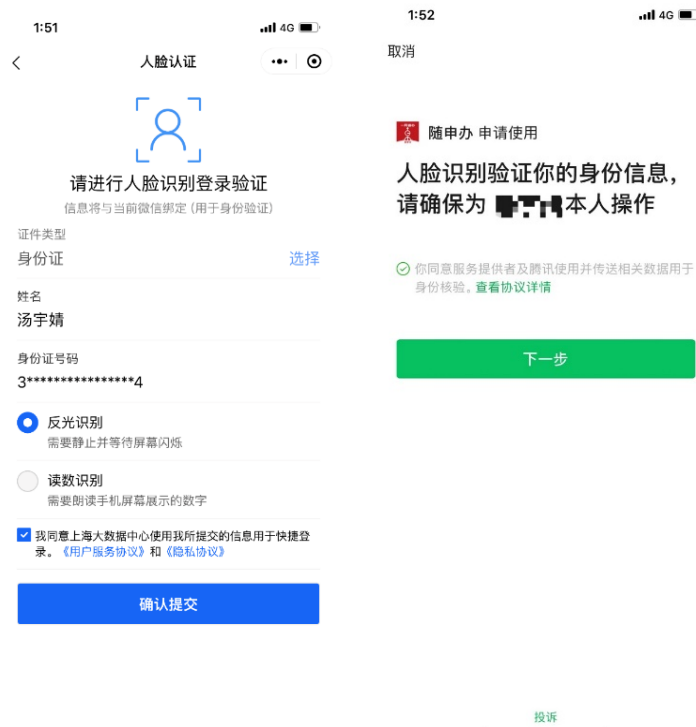 1:51
4G
人脸认证
请进行人脸识别登录验证
信息将与当前微信绑定 (用于身份验证)
证件类型
身份证
选择
姓名
汤宇婧
身份证号码
3****************4
反光识别
需要静止并等待屏幕闪烁
读数识别
需要朗读手机屏幕展示的数字
我同意上海大数据中心使用我所提交的信息用于快捷登
录。《用户服务协议》和《隐私协议》
确认提交
1:52
4G
取消
随申办 申请使用
人脸识别验证你的身份信息，
请确保为 本人操作
你同意服务提供者及腾讯使用并传送相关数据用于
身份核验。查看协议详情
下一步
投诉